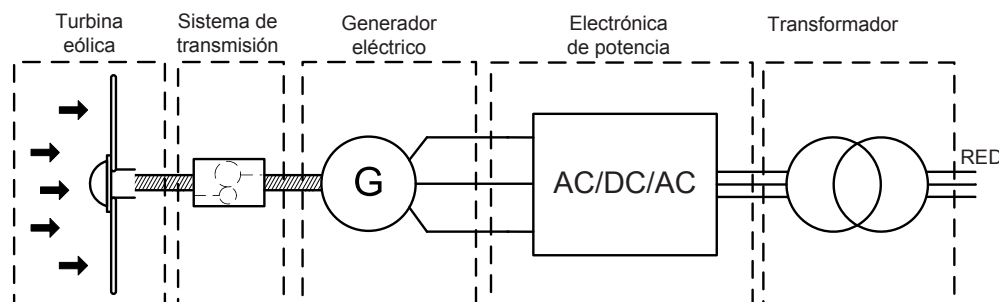 Turbina
eólica
Sistema de
transmisión
Generador
eléctrico
Electrónica
de potencia
Transformador
G
AC/DC/AC
RED